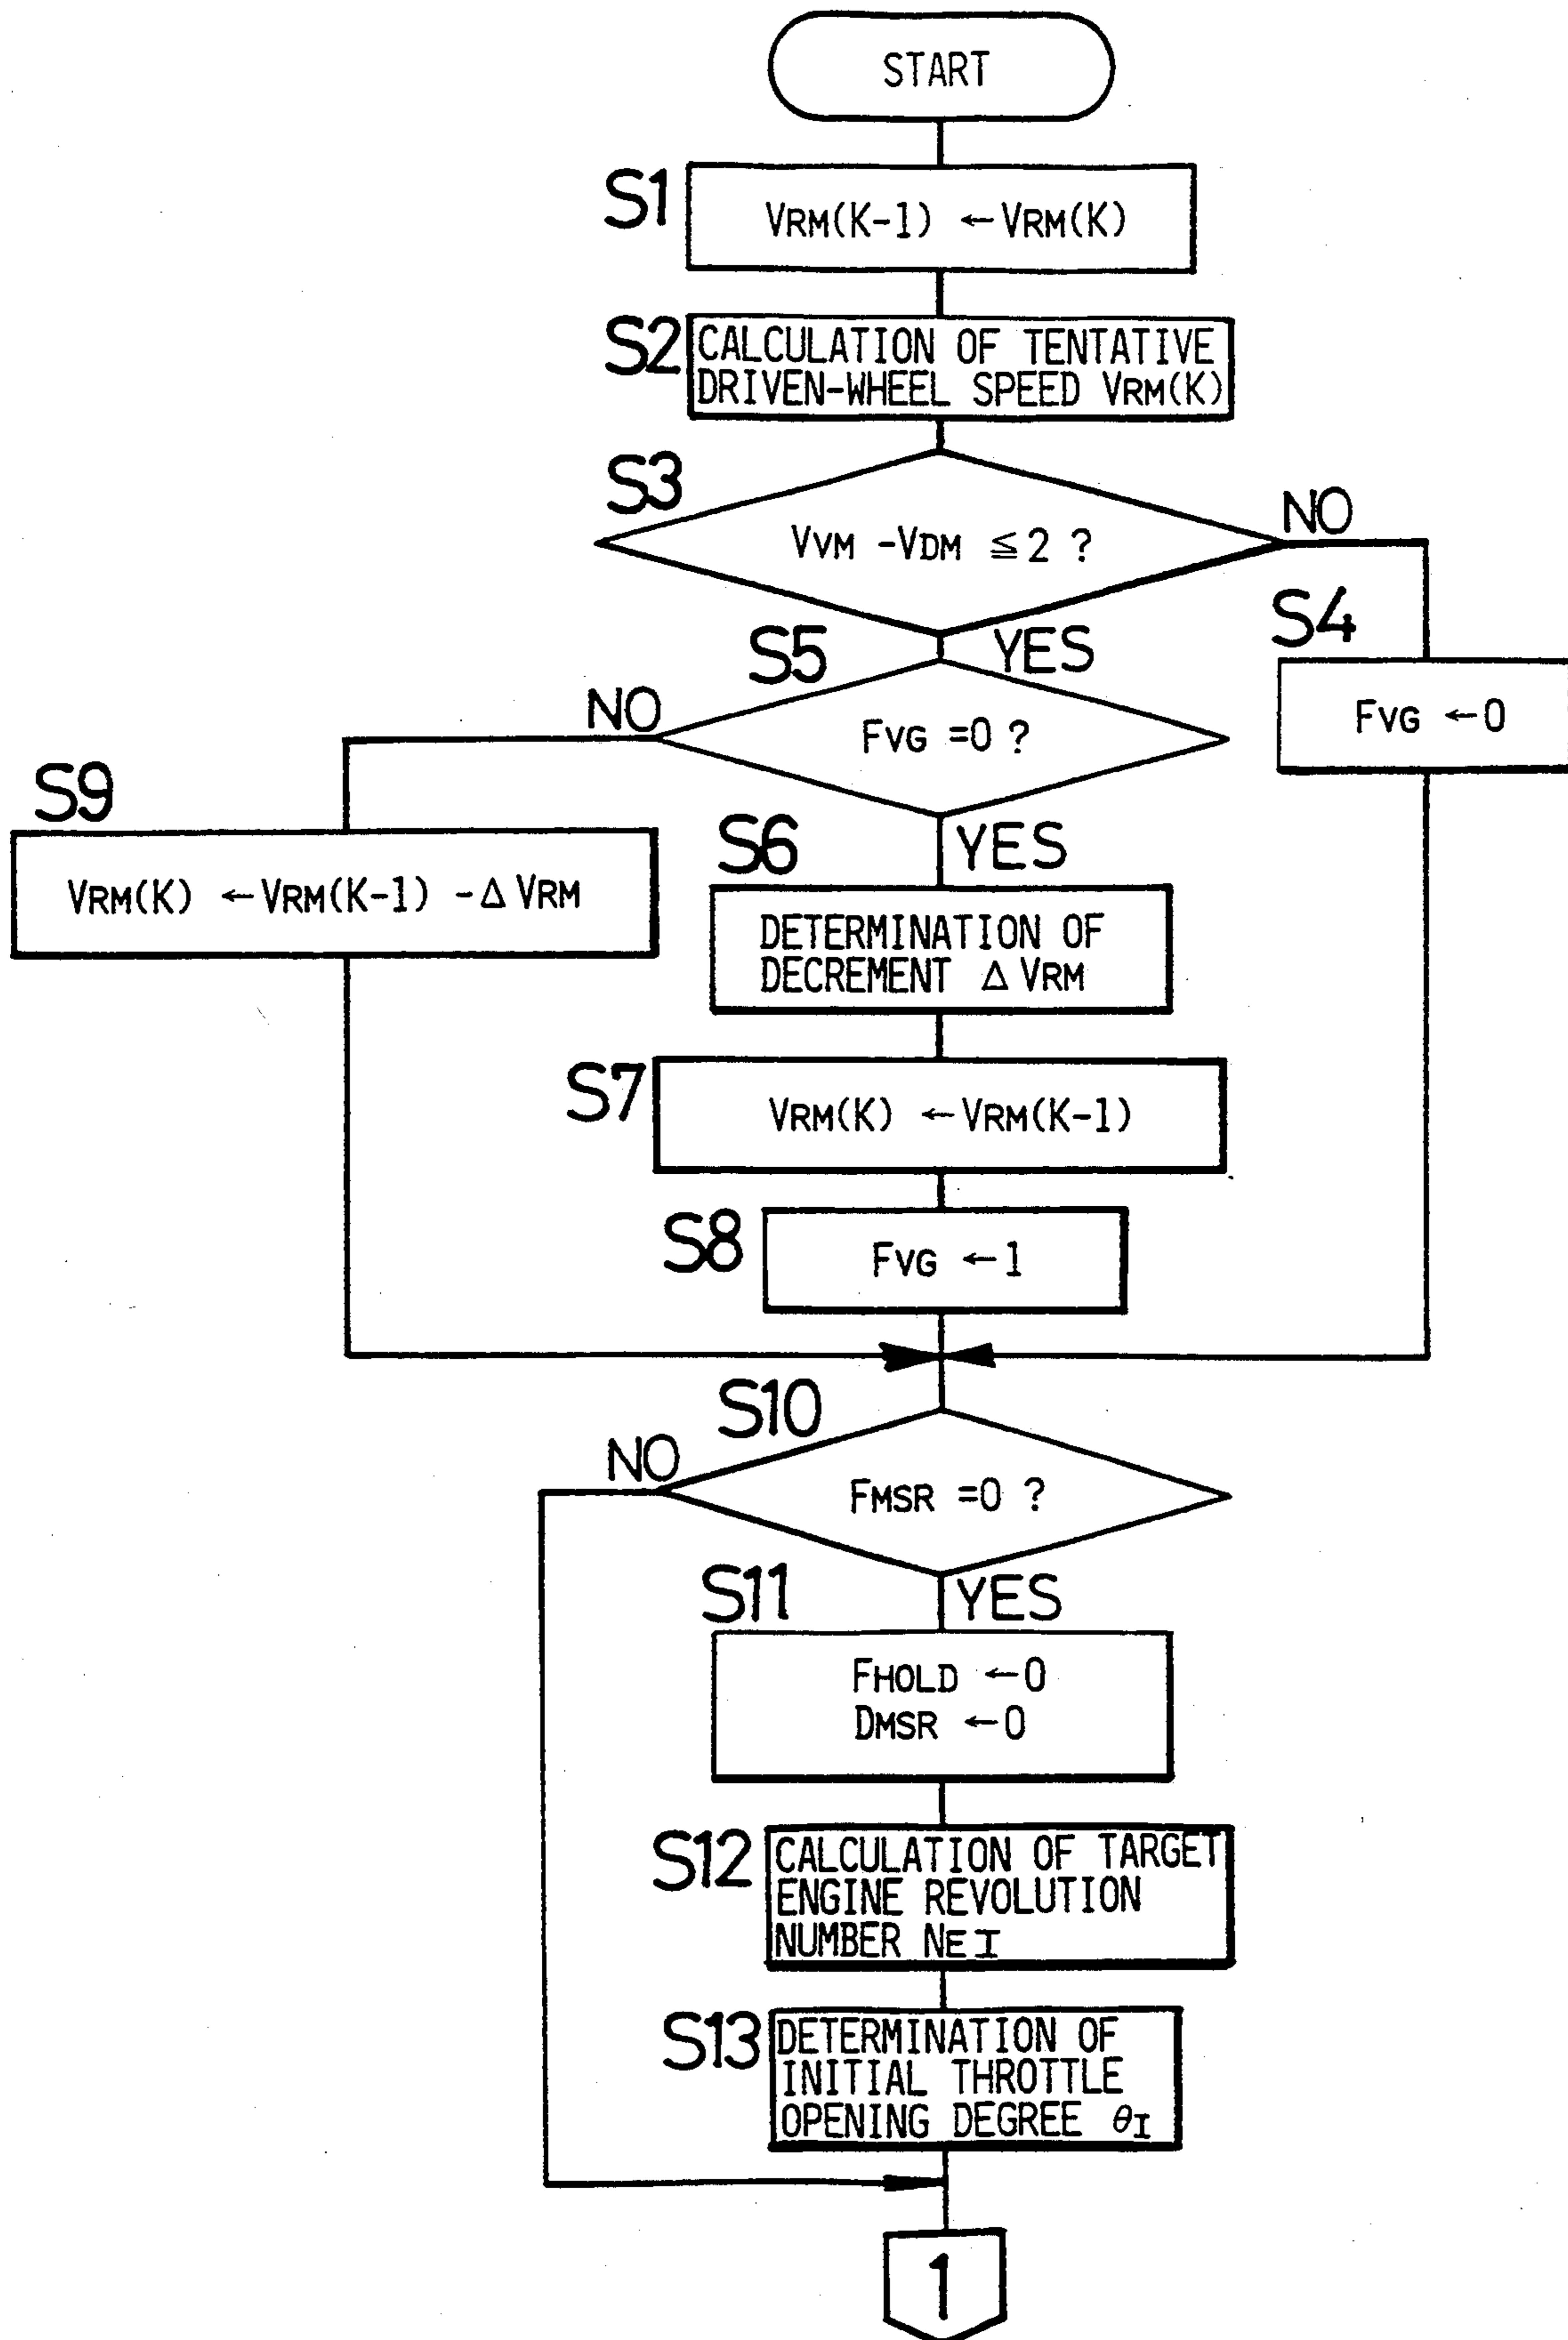 START
S1
VRM(K-1) ←VRM(K)
S2
CALCULATION OF TENTATIVE
DRIVEN-WHEEL SPEED VRM(K)
S3
VVM -VDM ≦2 ?
NO
YES
S4
FVG ←0
S5
FVG =0 ?
NO
YES
S9
VRM(K) ←VRM(K-1) -Δ VRM
S6
DETERMINATION OF
DECREMENT Δ VRM
S7
VRM(K) ←VRM(K-1)
S8
FVG ←1
S10
FMSR =0 ?
NO
YES
S11
FHOLD ←0
DMSR ←0
S12
CALCULATION OF TARGET
ENGINE REVOLUTION
NUMBER NEI
S13
DETERMINATION OF
INITIAL THROTTLE
OPENING DEGREE θI
1